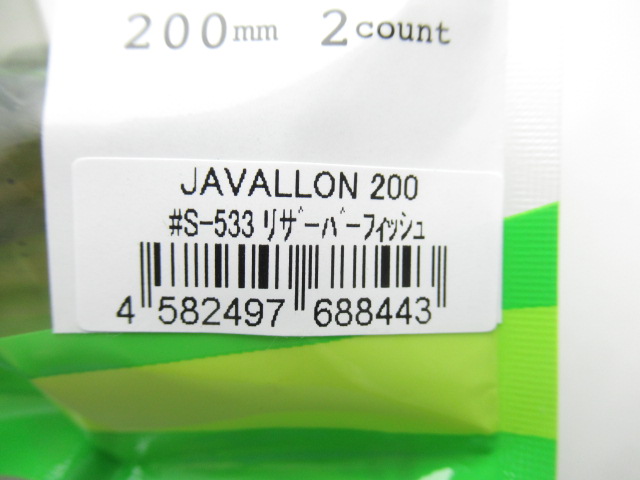 200mm 2count
JAVALLON 200
#S-533 ﾘｻﾞｰﾊﾞｰﾌｨｯｼｭ
4 582497 688443